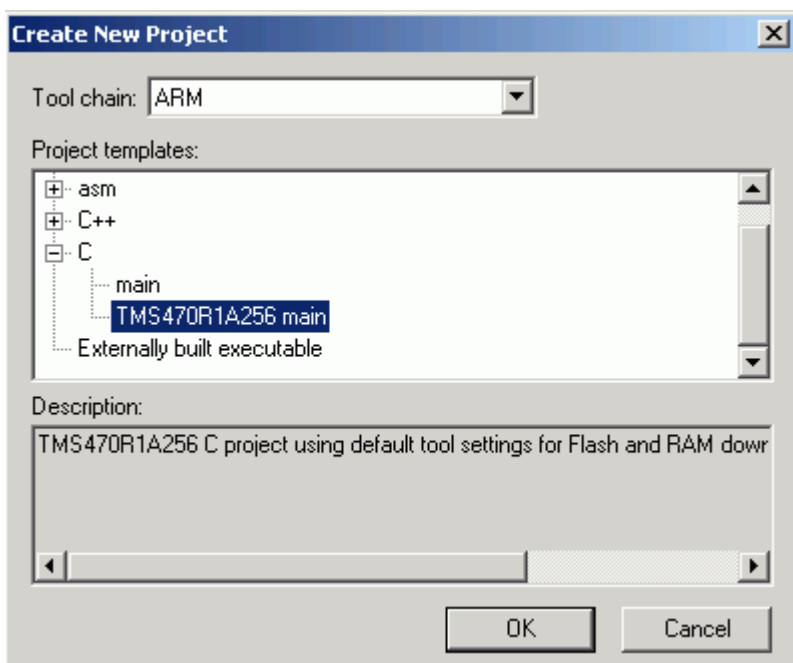 Create New Project
Tool chain: ARM
Project templates:
asm
C++
C
main
TMS470R1A256 main
Externally built executable
Description:
TMS470R1A256 C project using default tool settings for Flash and RAM
OK Cancel